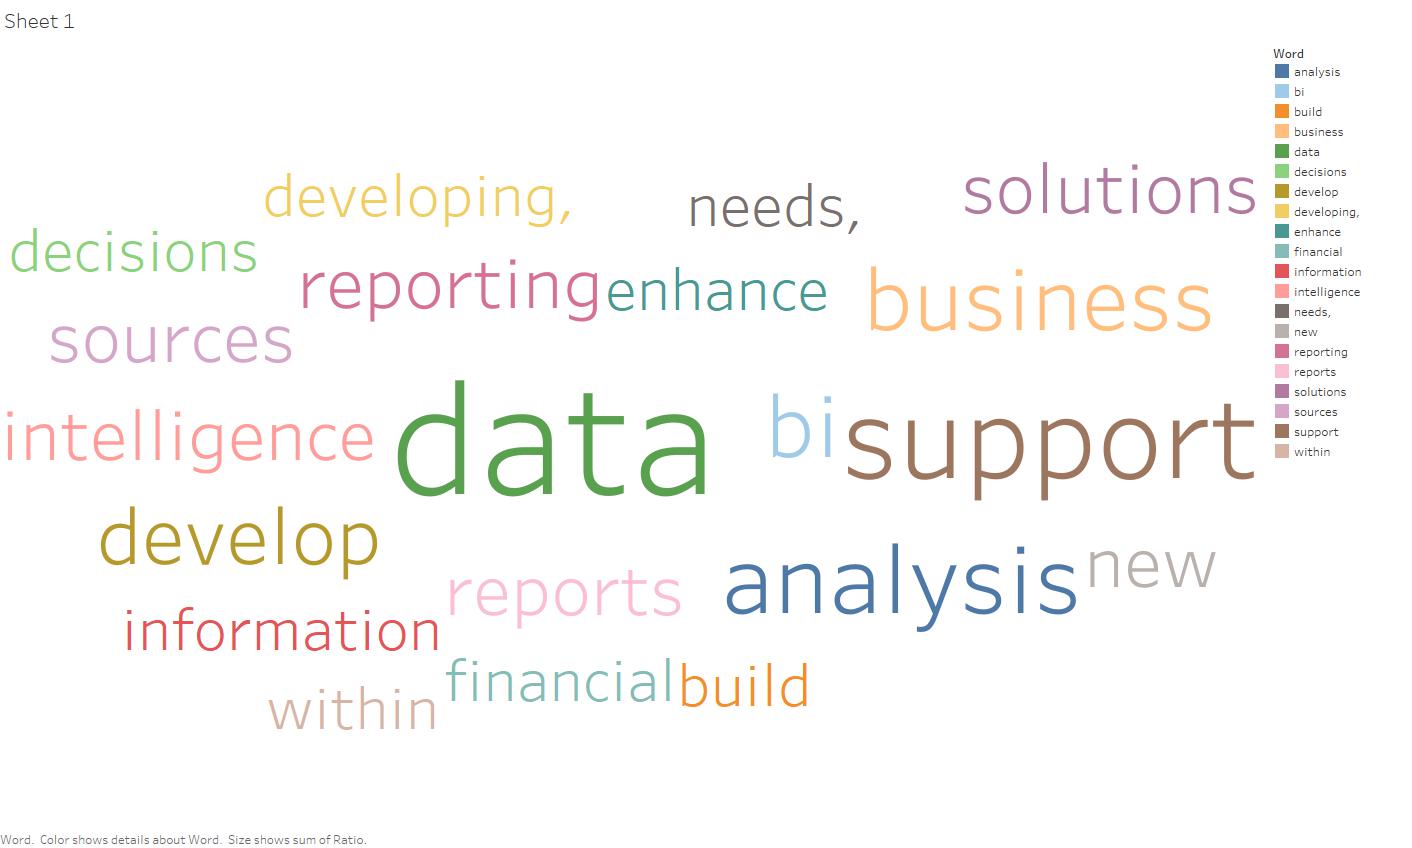 Sheet 1
developing,
needs,
solutions
decisions
reporting
enhance
business
sources
intelligence
data
bi
support
develop
reports
analysis
new
information
financial
build
within
Word
analysis
bi
build
business
data
decisions
develop
developing,
enhance
financial
information
intelligence
needs,
new
reporting
reports
solutions
sources
support
within
Word.  Color shows details about Word.  Size shows sum of Ratio.